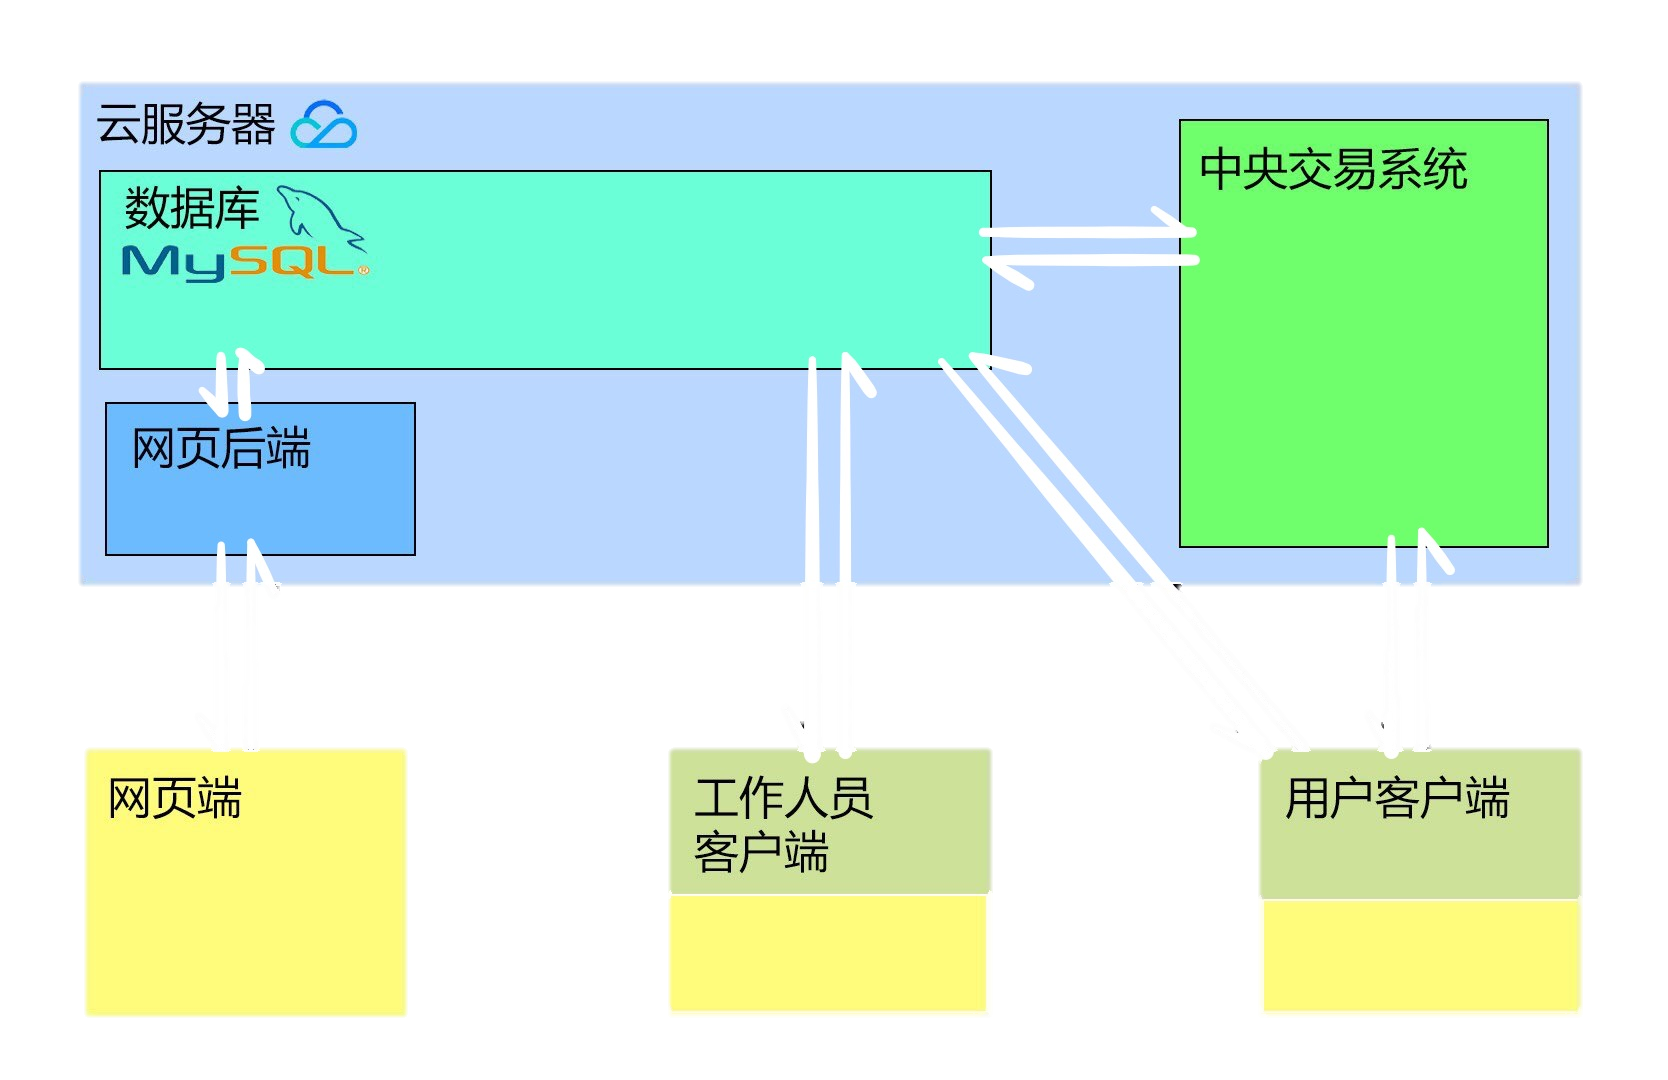 云服务器
数据库
MySQL®
中央交易系统
网页后端
网页端
工作人员
客户端
用户客户端